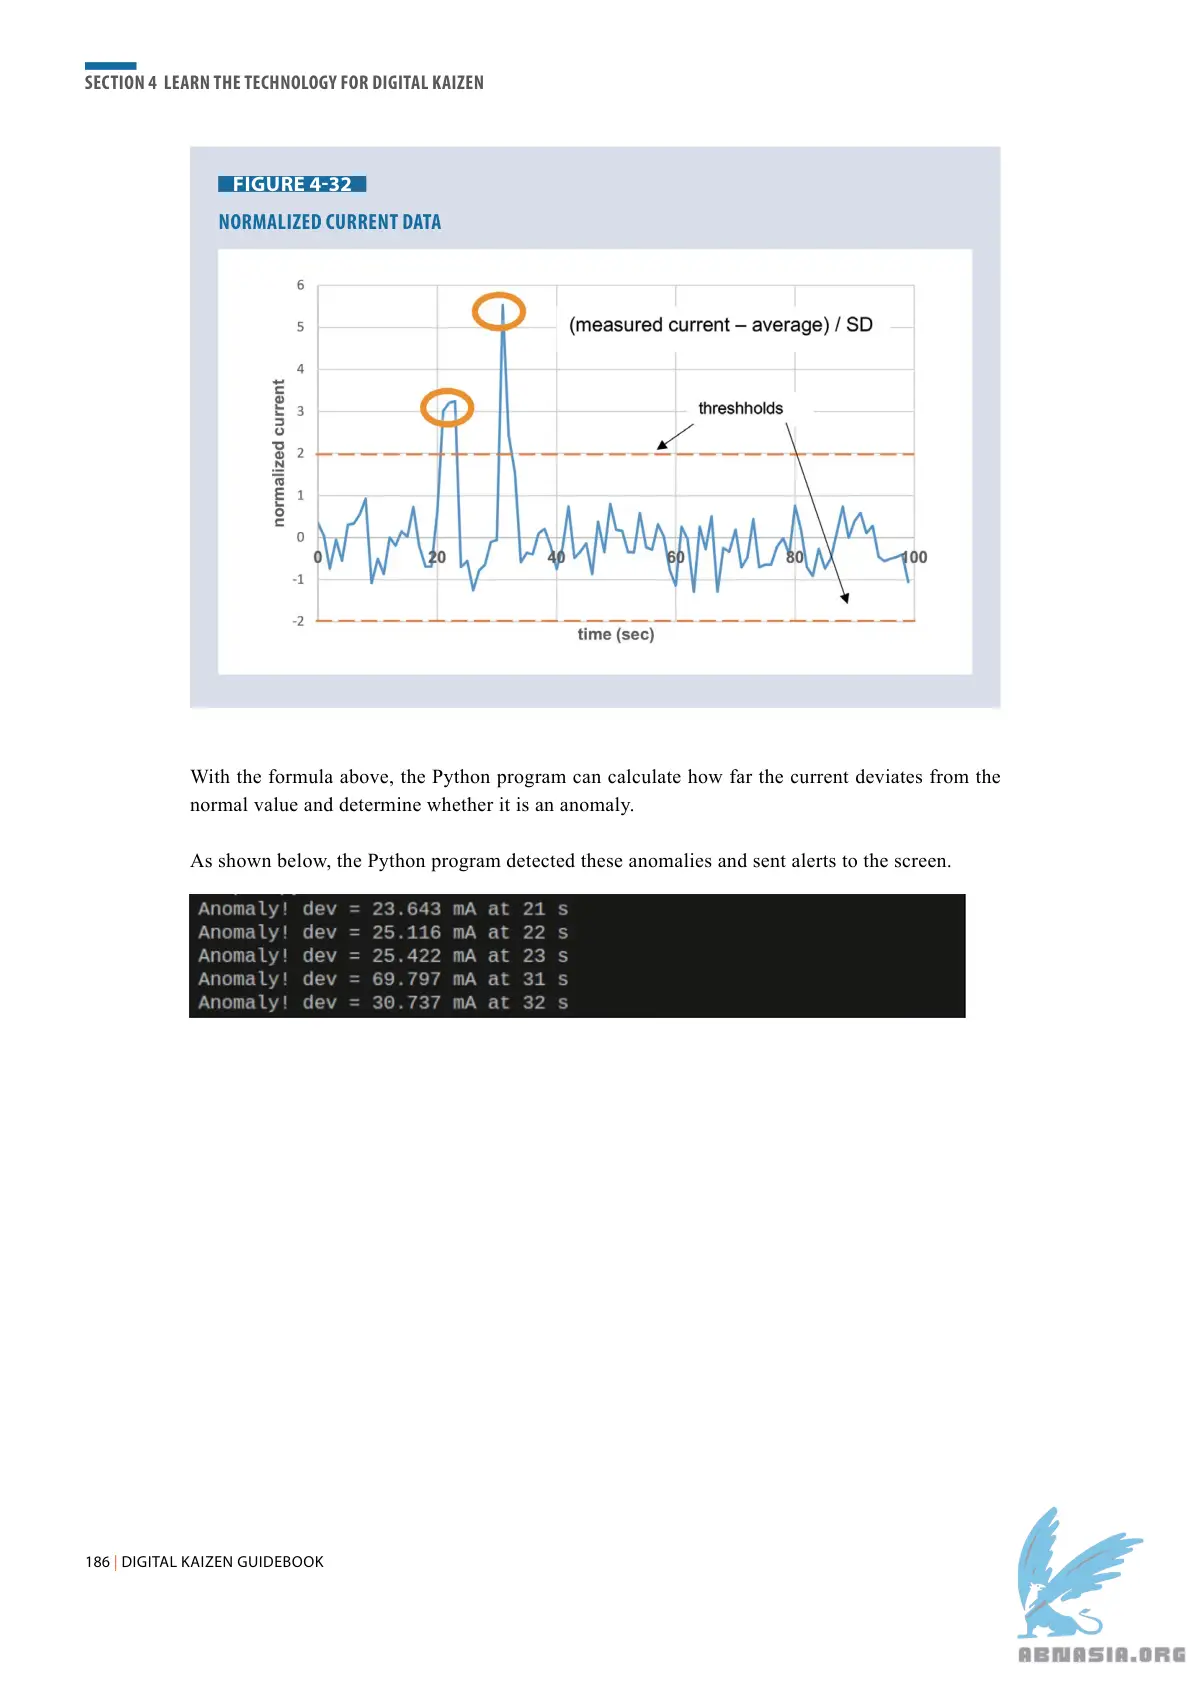 SECTION 4 LEARN THE TECHNOLOGY FOR DIGITAL KAIZEN
FIGURE 4-32
NORMALIZED CURRENT DATA
6
5
4
3
2
1
0
-1
-2
normalized current
(measured current – average) / SD
threshholds
0
20
40
60
80
100
time (sec)
With the formula above, the Python program can calculate how far the current deviates from the
normal value and determine whether it is an anomaly.
As shown below, the Python program detected these anomalies and sent alerts to the screen.
Anomaly! dev = 23.643 mA at 21 s
Anomaly! dev = 25.116 mA at 22 s
Anomaly! dev = 25.422 mA at 23 s
Anomaly! dev = 69.797 mA at 31 s
Anomaly! dev = 30.737 mA at 32 s
186 | DIGITAL KAIZEN GUIDEBOOK
ABNASIA.ORG